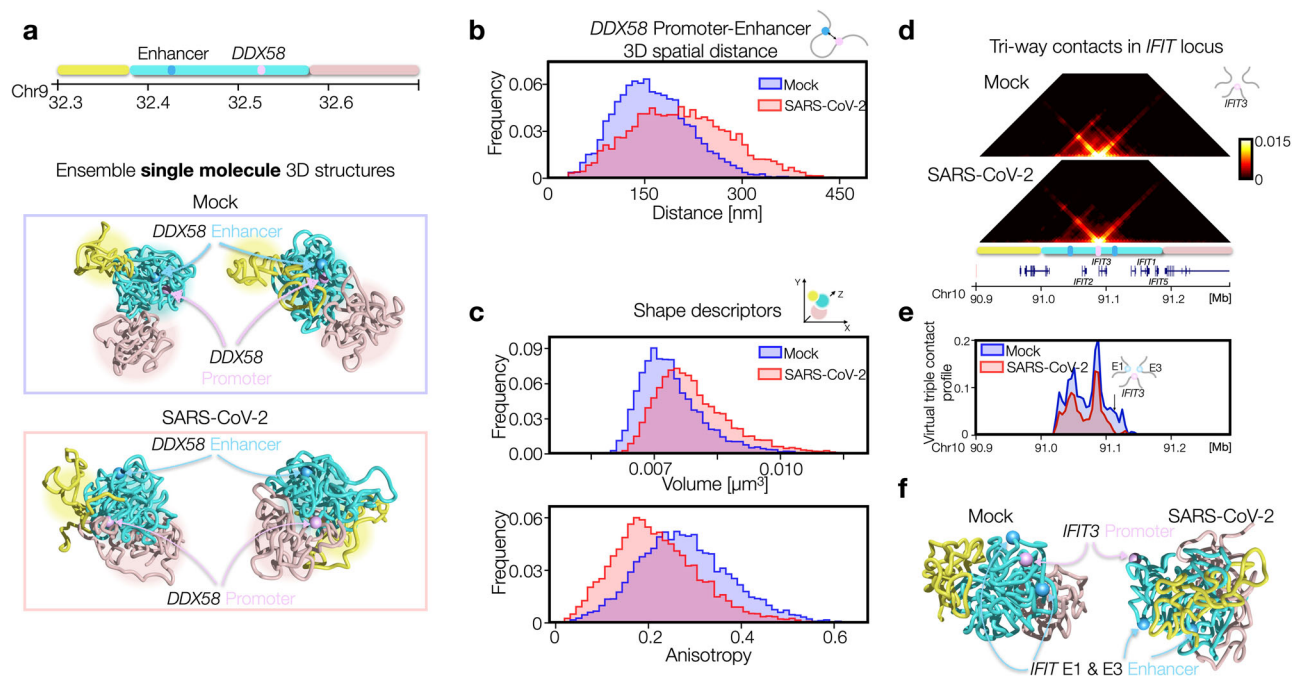 a
Enhancer
DDX58
Chr9
32.3
32.4
32.5
32.6
Ensemble single molecule 3D structures
Mock
DDX58 Enhancer
DDX58
Promoter
SARS-CoV-2
DDX58 Enhancer
DDX58 Promoter
b
DDX58 Promoter-Enhancer
3D spatial distance
Frequency
0.06
0.03
0
Mock
SARS-CoV-2
0
150
300
450
Distance [nm]
c
Shape descriptors
Y
Z
X
Frequency
0.09
0.06
0.03
0.00
Mock
SARS-CoV-2
0.007
0.010
Volume [µm³]
Frequency
0.06
0.03
0
0
0.2
0.4
0.6
Anisotropy
d
Tri-way contacts in IFIT locus
Mock
IFIT3
0.015
0
SARS-CoV-2
IFIT3
IFIT1
IFIT2
IFIT5
Chr10
90.9
91.0
91.1
91.2
[Mb]
e
Virtual triple contact
profile
0.2
0.1
0
Mock
SARS-CoV-2
E1
E3
IFIT3
Chr10
90.9
91.0
91.1
91.2
[Mb]
f
Mock
IFIT3 Promoter
SARS-CoV-2
IFIT E1 & E3 Enhancer